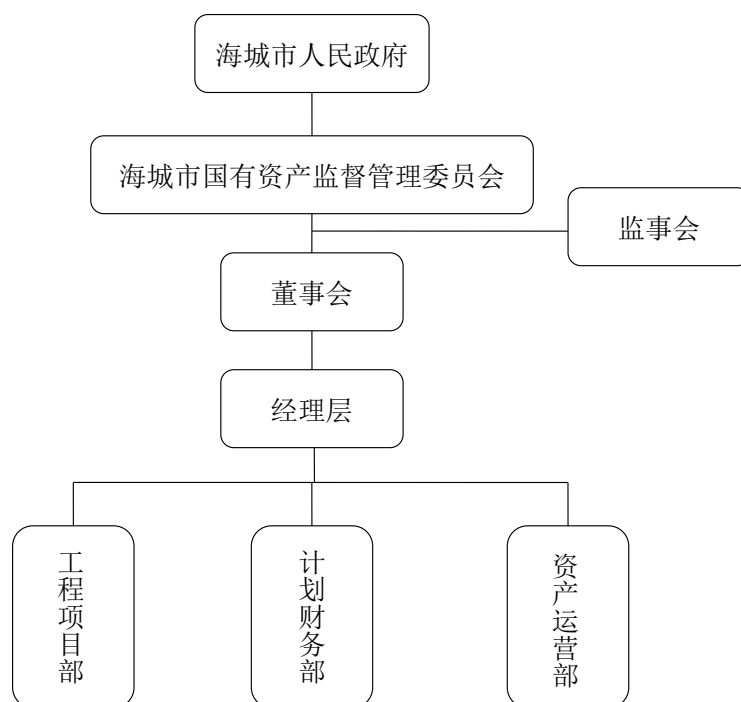 海城市人民政府
海城市国有资产监督管理委员会
监事会
董事会
经理层
工程项目部
计划财务部
资产运营部